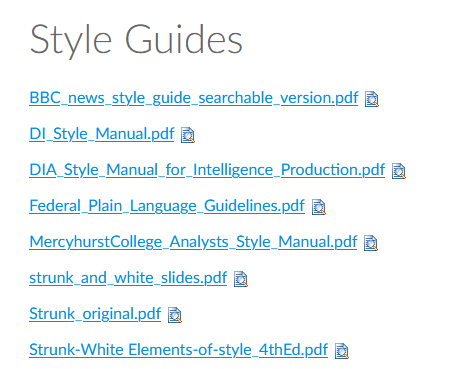 Style Guides
BBC_news_style_guide_searchable_version.pdf
DI_Style_Manual.pdf
DIA_Style_Manual_for_Intelligence_Production.pdf
Federal_Plain_Language_Guidelines.pdf
MercyhurstCollege_Analysts_Style_Manual.pdf
strunk_and_white_slides.pdf
Strunk_original.pdf
Strunk-White Elements-of-style_4thEd.pdf